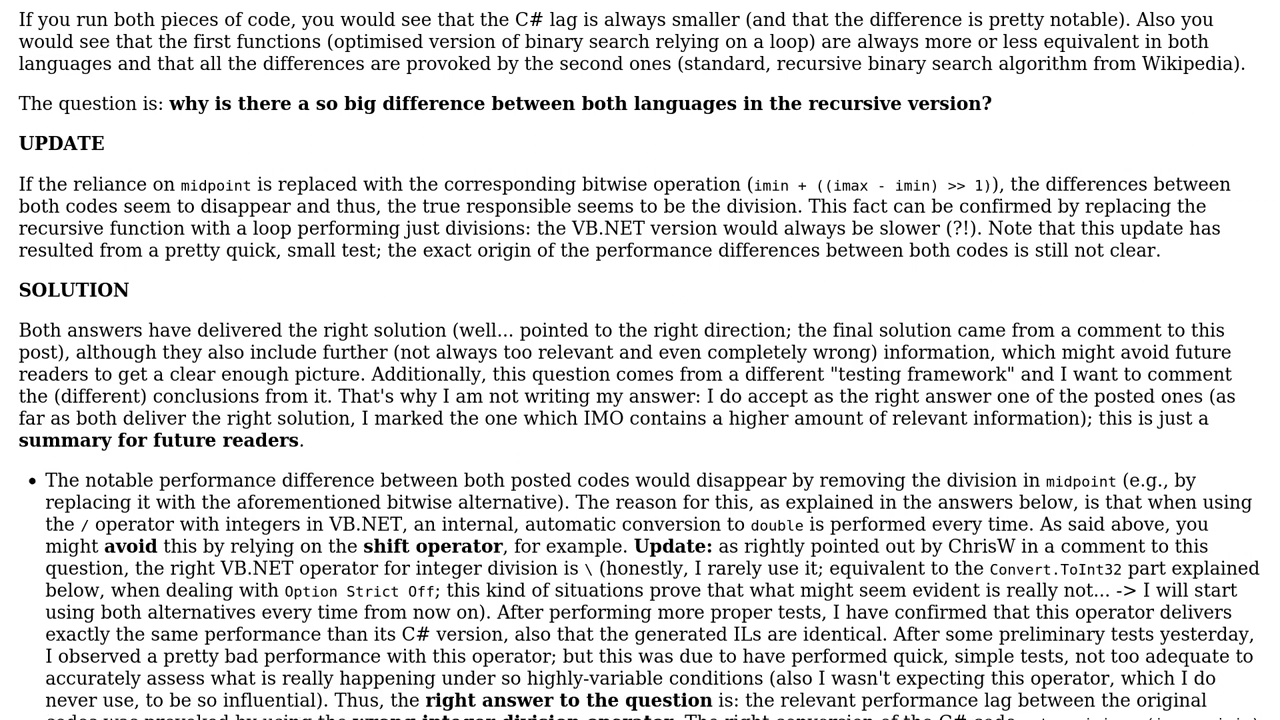 If you run both pieces of code, you would see that the C# lag is always smaller (and that the difference is pretty notable). Also you
would see that the first functions (optimised version of binary search relying on a loop) are always more or less equivalent in both
languages and that all the differences are provoked by the second ones (standard, recursive binary search algorithm from Wikipedia).
The question is: why is there a so big difference between both languages in the recursive version?
UPDATE
If the reliance on midpoint is replaced with the corresponding bitwise operation (imin + ((imax - imin) >> 1)), the differences between
both codes seem to disappear and thus, the true responsible seems to be the division. This fact can be confirmed by replacing the
recursive function with a loop performing just divisions: the VB.NET version would always be slower (?!). Note that this update has
resulted from a pretty quick, small test; the exact origin of the performance differences between both codes is still not clear.
SOLUTION
Both answers have delivered the right solution (well... pointed to the right direction; the final solution came from a comment to this
post), although they also include further (not always too relevant and even completely wrong) information, which might avoid future
readers to get a clear enough picture. Additionally, this question comes from a different "testing framework" and I want to comment
the (different) conclusions from it. That's why I am not writing my answer: I do accept as the right answer one of the posted ones (as
far as both deliver the right solution, I marked the one which IMO contains a higher amount of relevant information); this is just a
summary for future readers.
• The notable performance difference between both posted codes would disappear by removing the division in midpoint (e.g., by
replacing it with the aforementioned bitwise alternative). The reason for this, as explained in the answers below, is that when using
the / operator with integers in VB.NET, an internal, automatic conversion to double is performed every time. As said above, you
might avoid this by relying on the shift operator, for example. Update: as rightly pointed out by ChrisW in a comment to this
question, the right VB.NET operator for integer division is \ (honestly, I rarely use it; equivalent to the Convert.ToInt32 part explained
below, when dealing with Option Strict Off; this kind of situations prove that what might seem evident is really not... -> I will start
using both alternatives every time from now on). After performing more proper tests, I have confirmed that this operator delivers
exactly the same performance than its C# version, also that the generated ILs are identical. After some preliminary tests yesterday,
I observed a pretty bad performance with this operator; but this was due to have performed quick, simple tests, not too adequate to
accurately assess what is really happening under so highly-variable conditions (also I wasn't expecting this operator, which I do
never use, to be so influential). Thus, the right answer to the question is: the relevant performance lag between the original
codes was provoked by using the wrong integer division operator. The right conversion of the C# code